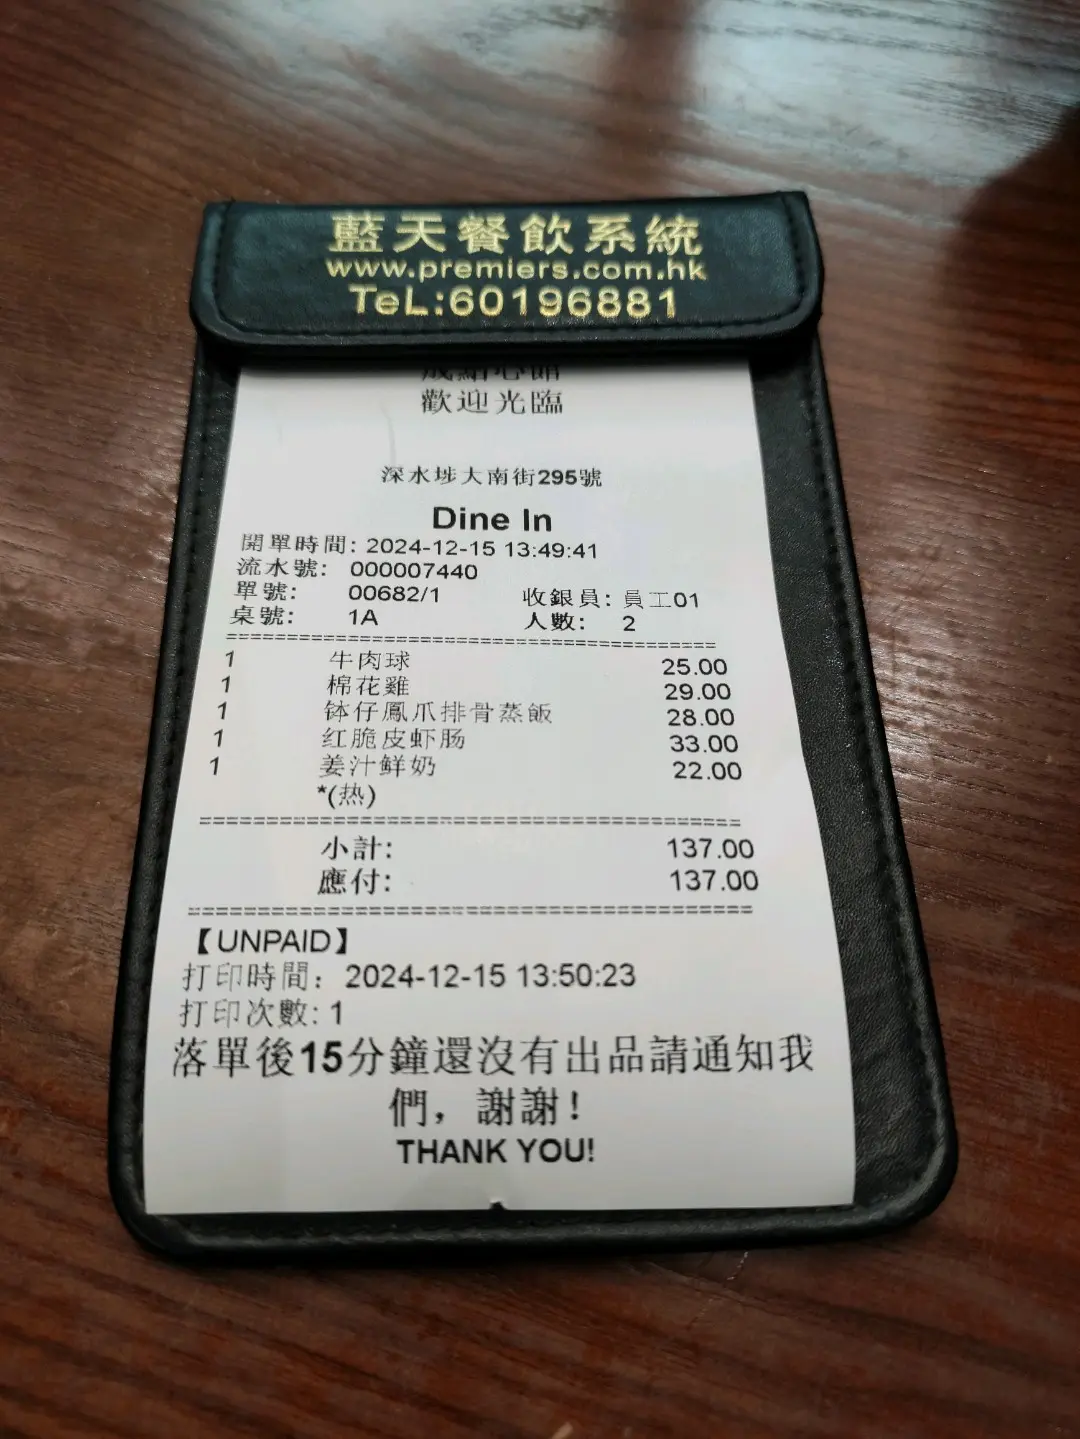 藍天餐飲系統
www.premiers.com.hk
TeL:60196881
點心館
歡迎光臨
深水埗大南街295號
Dine In
開單時間: 2024-12-15 13:49:41
流水號: 000007440
單號: 00682/1 收銀員: 員工01
桌號: 1A 人數: 2
1 牛肉球 25.00
1 棉花雞 29.00
1 钵仔鳳爪排骨蒸飯 28.00
1 红脆皮虾肠 33.00
1 姜汁鲜奶 22.00
*(热)
小計: 137.00
應付: 137.00
【UNPAID】
打印時間: 2024-12-15 13:50:23
打印次數: 1
落單後15分鐘還沒有出品請通知我
們，謝謝！
THANK YOU!